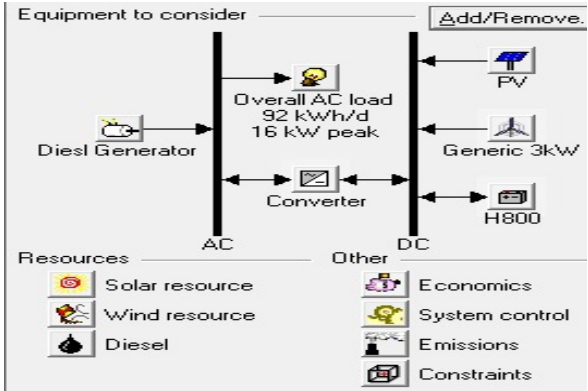 Equipment to consider
Add/Remove.
PV
Overall AC load
92 kWh/d
16 kW peak
Diesl Generator
Generic 3kW
Converter
H800
AC
DC
Resources
Other
Solar resource
Economics
Wind resource
System control
Diesel
Emissions
Constraints